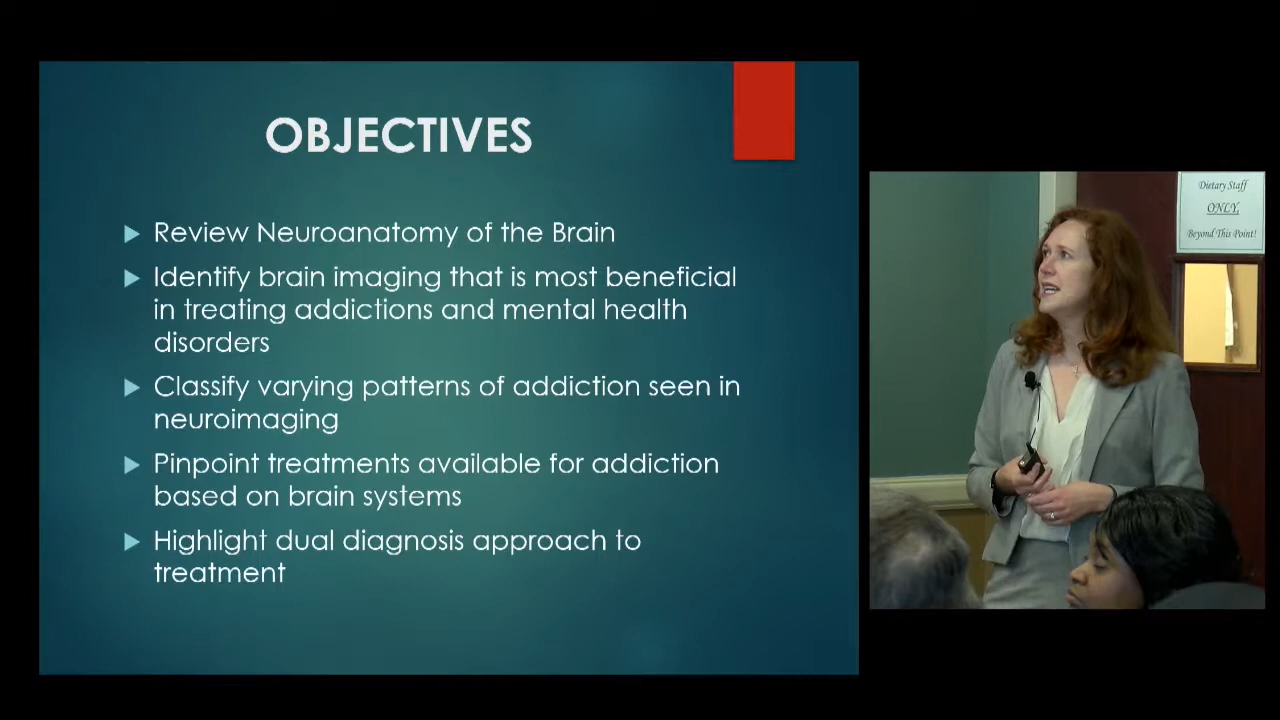 OBJECTIVES
Review Neuroanatomy of the Brain
Identify brain imaging that is most beneficial
in treating addictions and mental health
disorders
Classify varying patterns of addiction seen in
neuroimaging
Pinpoint treatments available for addiction
based on brain systems
Highlight dual diagnosis approach to
treatment
Dietary Staff
ONLY,
Beyond This Point!